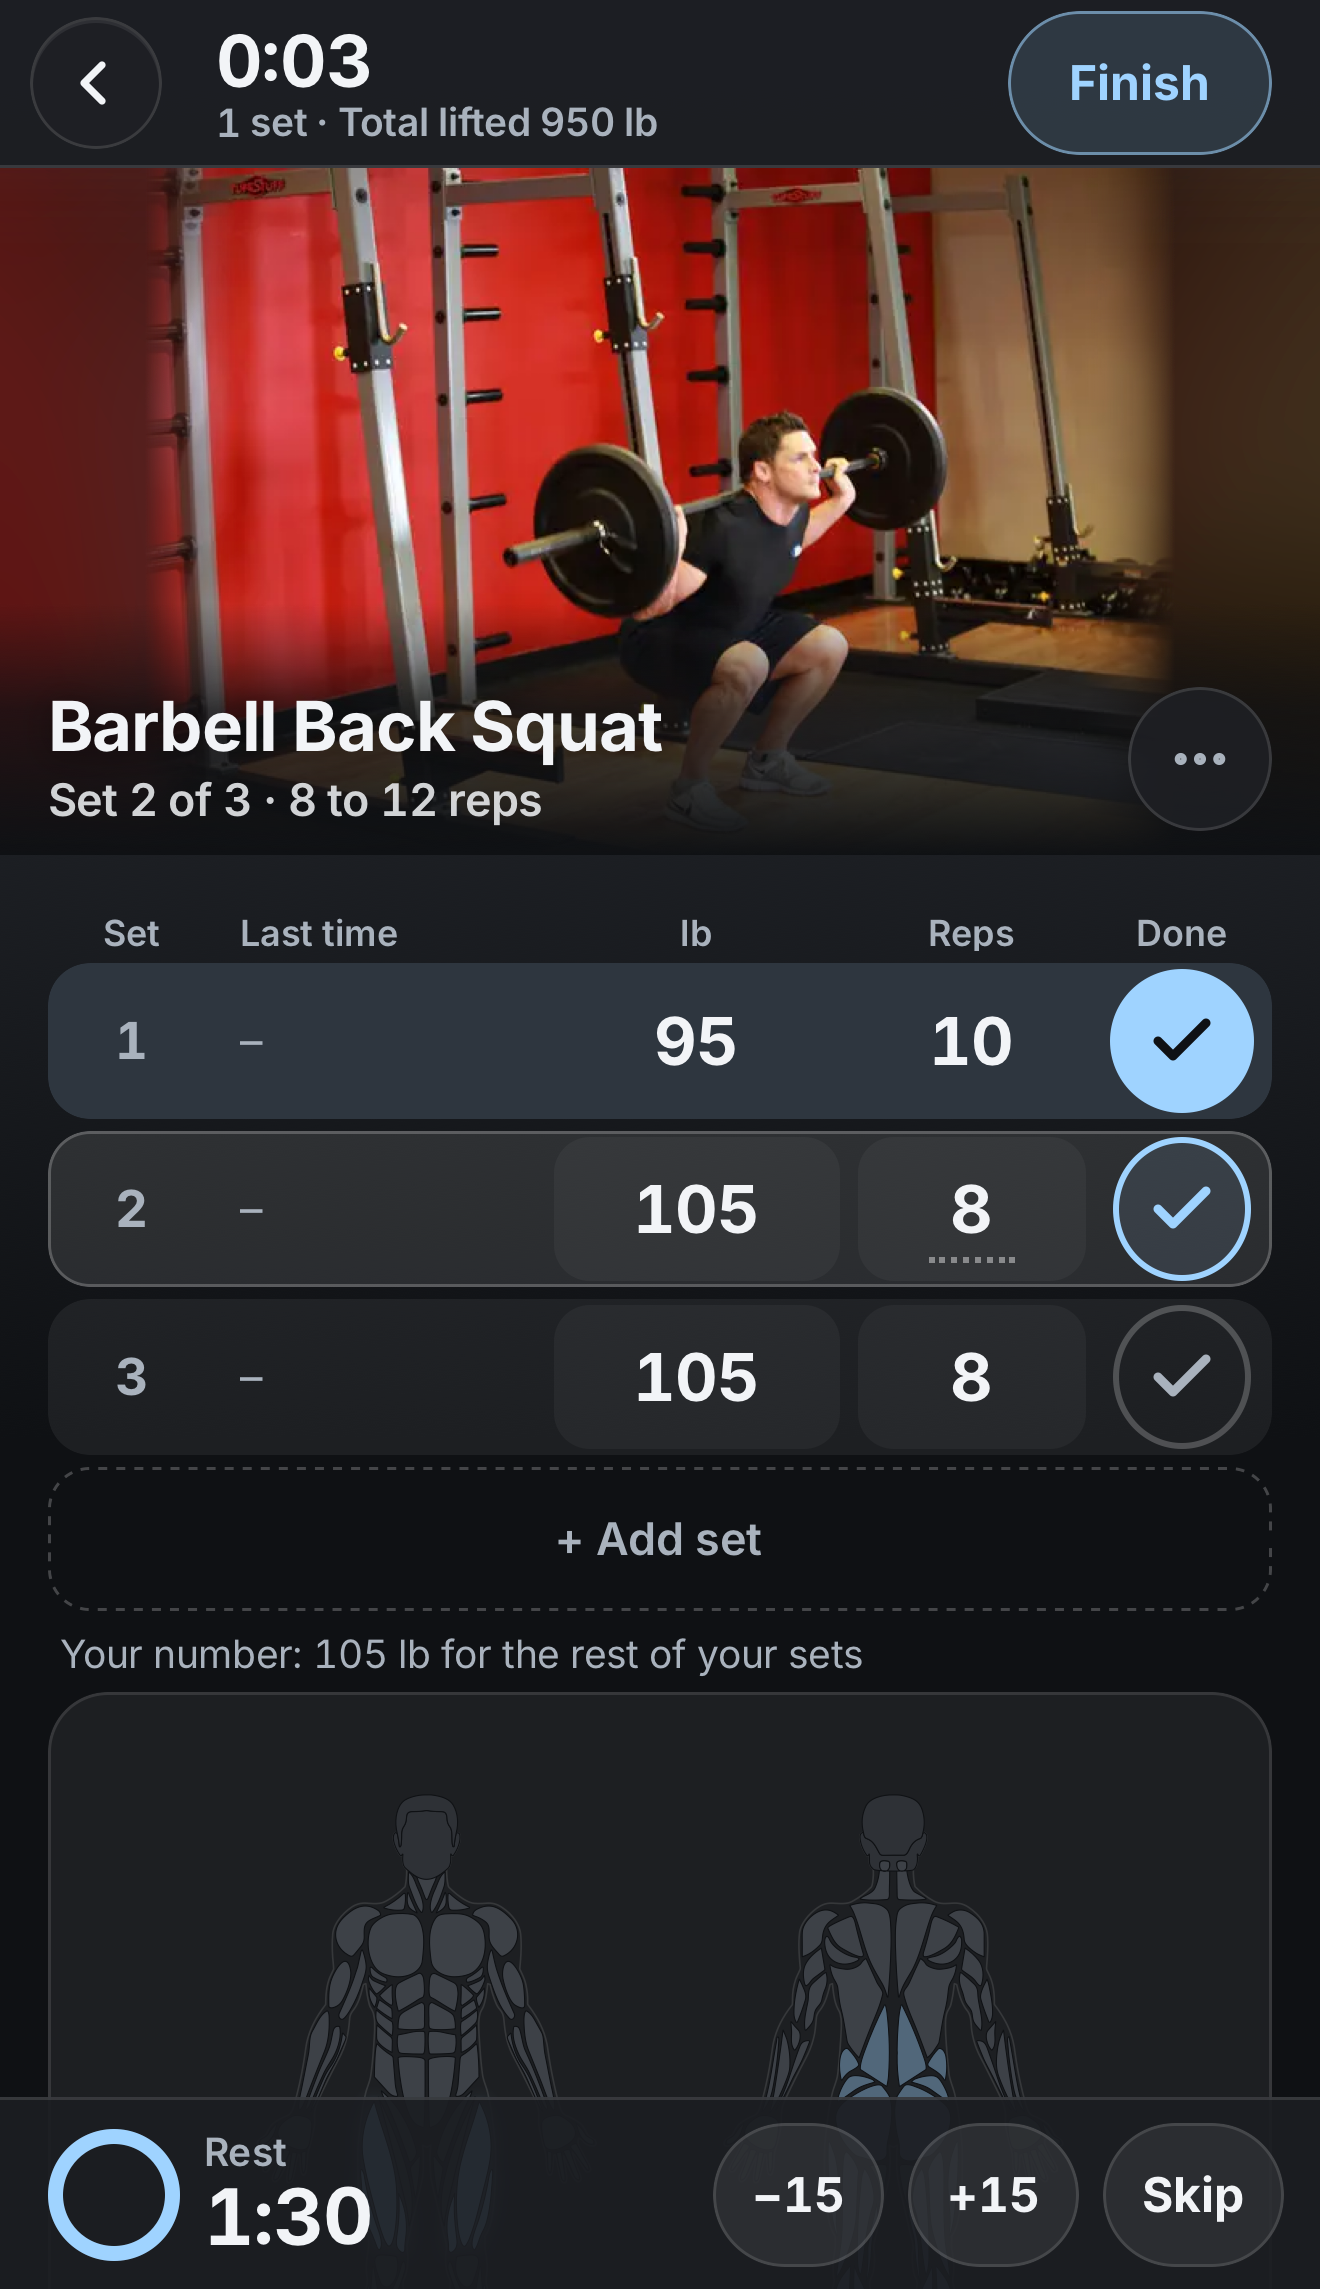 0:03
1 set · Total lifted 950 lb
Finish
Barbell Back Squat
Set 2 of 3 · 8 to 12 reps
Set Last time lb Reps Done
1 – 95 10
2 – 105 8
3 – 105 8
+ Add set
Your number: 105 lb for the rest of your sets
Rest
1:30
−15 +15 Skip